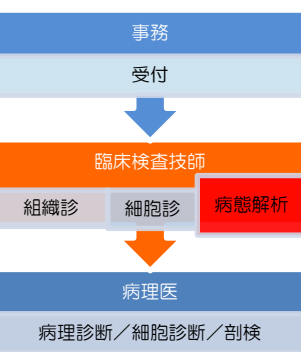 事務
受付
臨床検査技師
組織診 細胞診 病態解析
病理医
病理診断／細胞診断／剖検